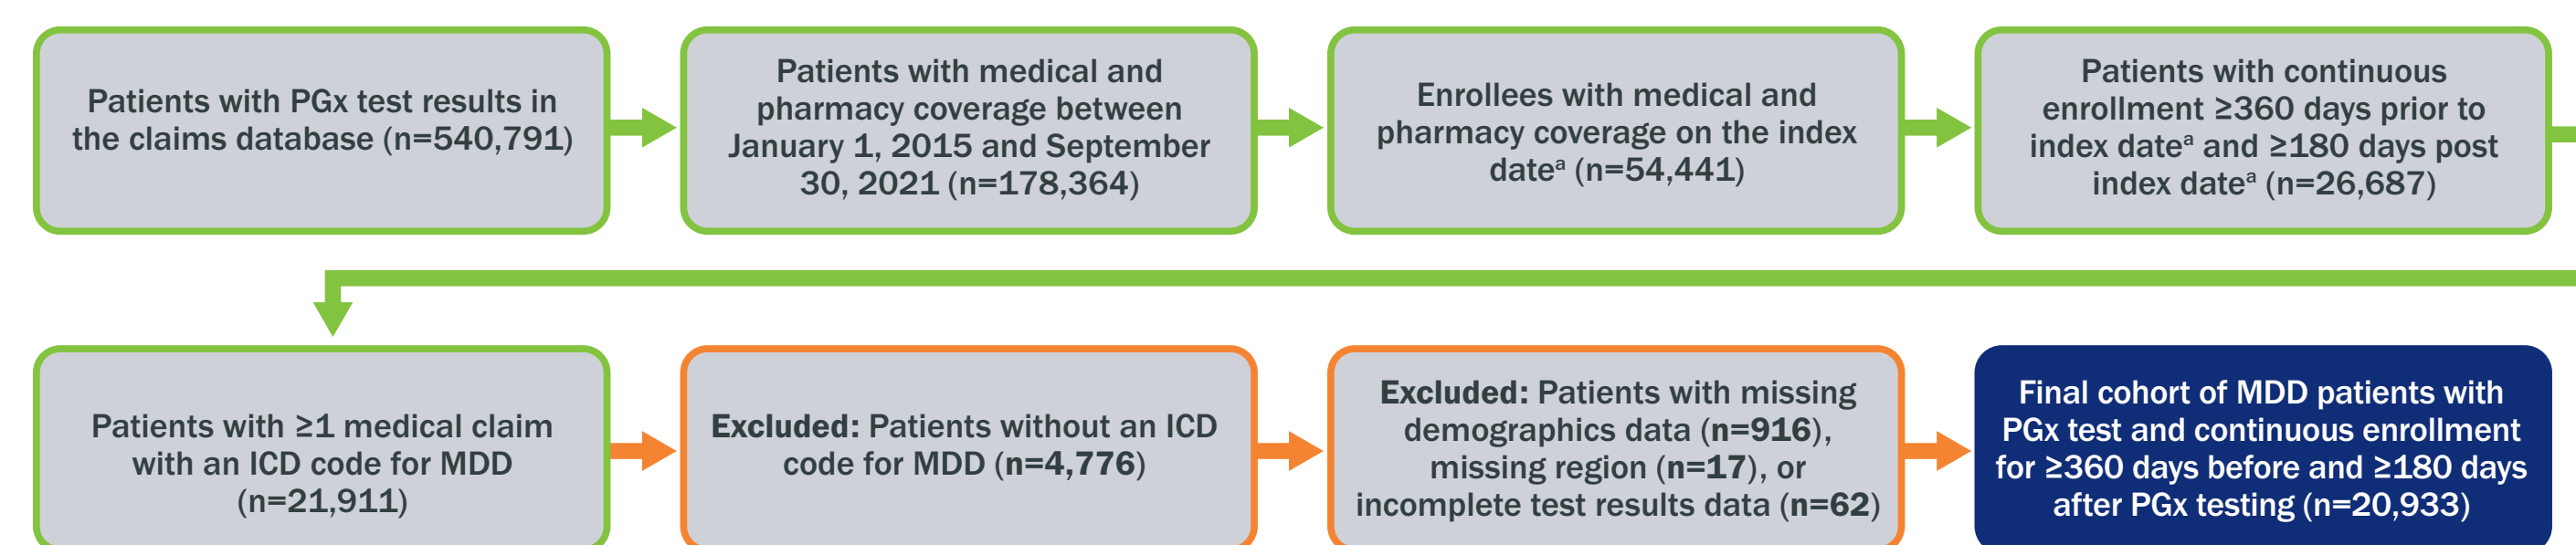 Patients with PGx test results in
the claims database (n=540,791)
Patients with medical and
pharmacy coverage between
January 1, 2015 and September
30, 2021 (n=178,364)
Enrollees with medical and
pharmacy coverage on the index
dateᵃ (n=54,441)
Patients with continuous
enrollment ≥360 days prior to
index dateᵃ and ≥180 days post
index dateᵃ (n=26,687)
Patients with ≥1 medical claim
with an ICD code for MDD
(n=21,911)
Excluded: Patients without an ICD
code for MDD (n=4,776)
Excluded: Patients with missing
demographics data (n=916),
missing region (n=17), or
incomplete test results data (n=62)
Final cohort of MDD patients with
PGx test and continuous enrollment
for ≥360 days before and ≥180 days
after PGx testing (n=20,933)